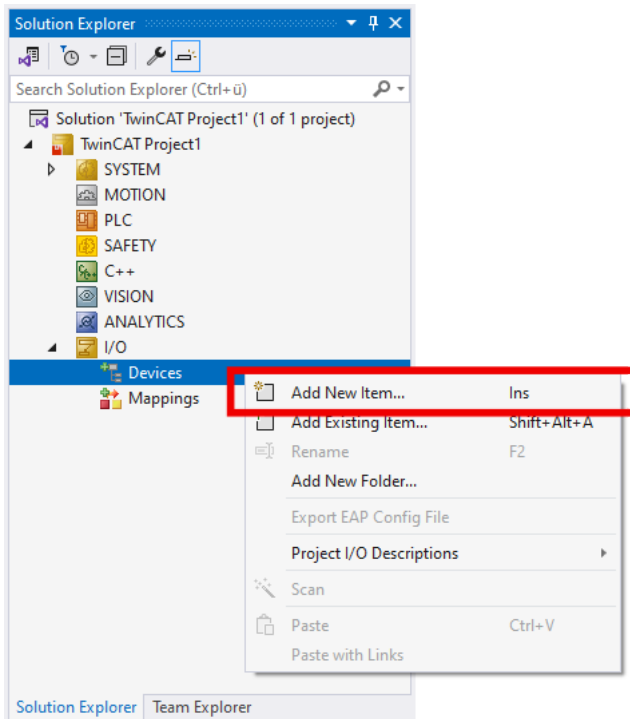 Solution Explorer
Search Solution Explorer (Ctrl+ü)
Solution 'TwinCAT Project1' (1 of 1 project)
TwinCAT Project1
SYSTEM
MOTION
PLC
SAFETY
C++
VISION
ANALYTICS
I/O
Devices
Mappings
Add New Item... Ins
Add Existing Item... Shift+Alt+A
Rename F2
Add New Folder...
Export EAP Config File
Project I/O Descriptions
Scan
Paste Ctrl+V
Paste with Links
Solution Explorer Team Explorer